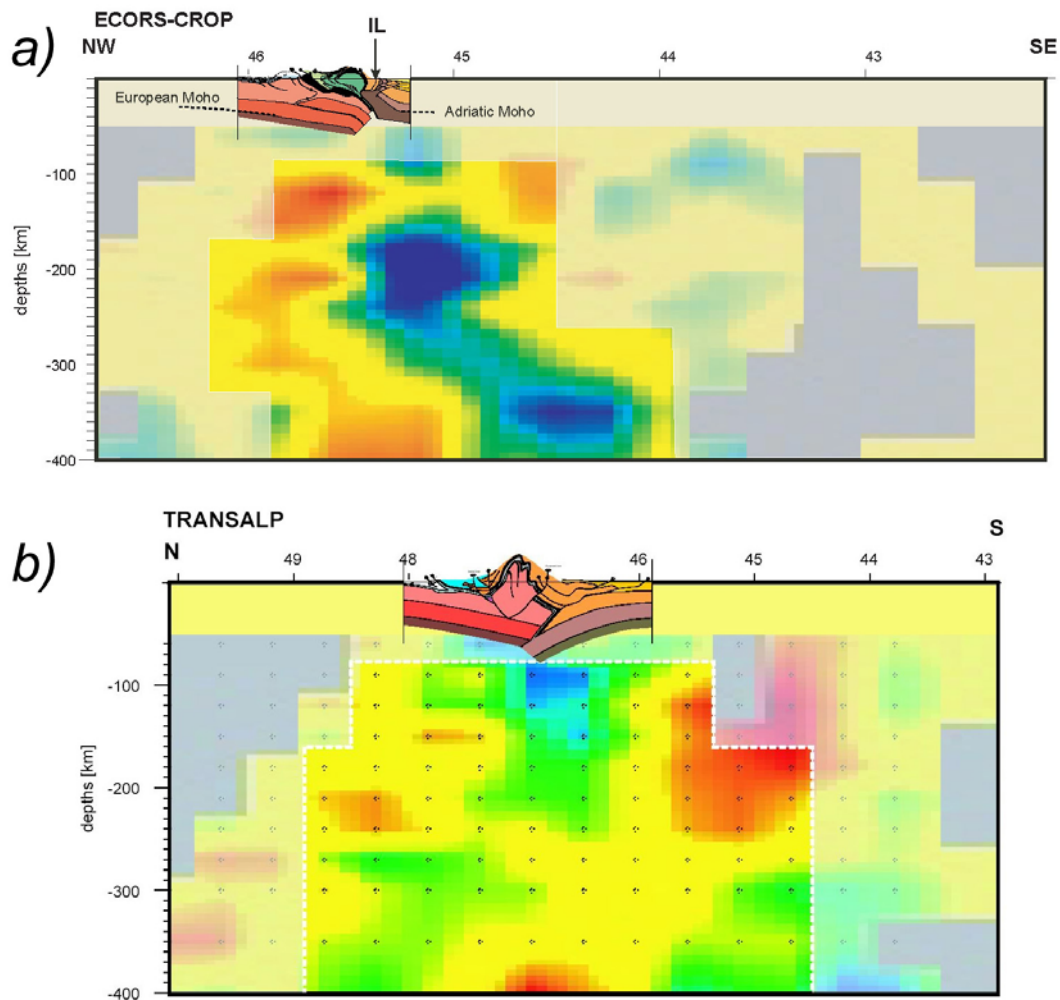 ECORS-CROP
a)
NW
IL
SE
46
45
44
43
European Moho
Adriatic Moho
depths [km]
-100
-200
-300
-400
TRANSALP
b)
N
S
49
48
46
45
44
43
depths [km]
-100
-200
-300
-400